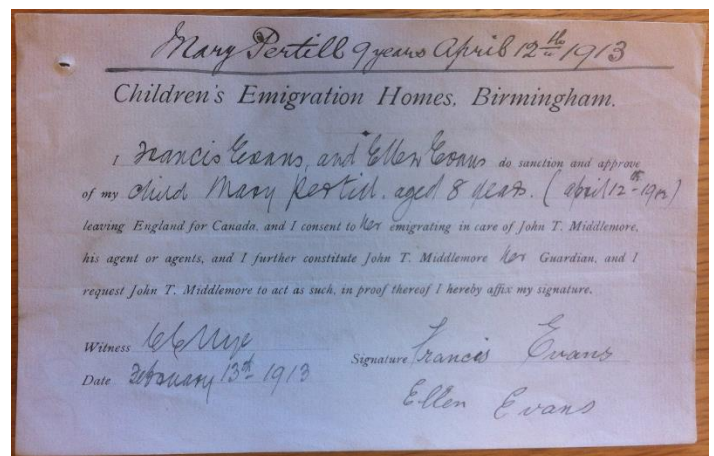 Mary Pertill 9 years April 12th 1913
Children's Emigration Homes, Birmingham.
I Francis Evans, and Ellen Evans do sanction and approve
of my child Mary Pertill. aged 8 years. (april 12th 1912)
leaving England for Canada, and I consent to her emigrating in care of John T. Middlemore,
his agent or agents, and I further constitute John T. Middlemore her Guardian, and I
request John T. Middlemore to act as such, in proof thereof I hereby affix my signature.
Witness
Signature Francis Evans
Date February 13th 1913
Ellen Evans